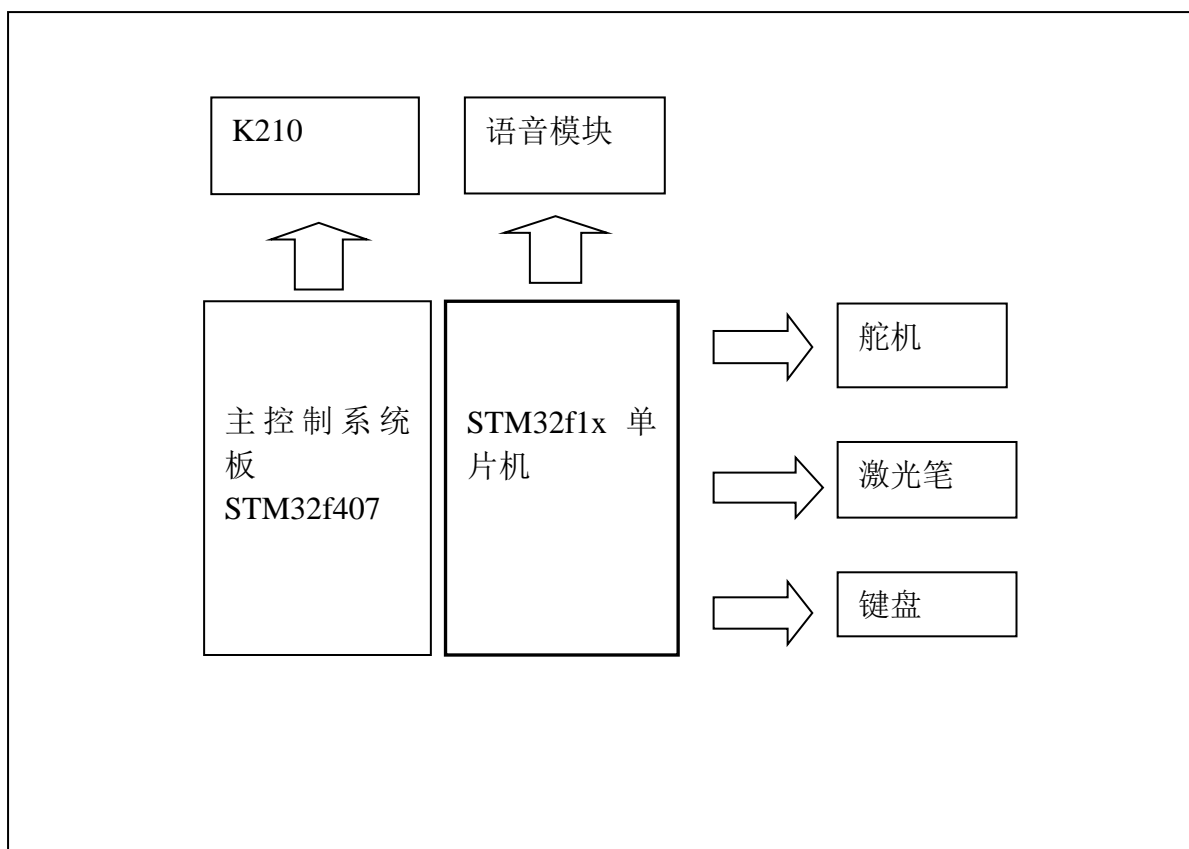 K210
语音模块
主控制系统
板
STM32f407
STM32f1x 单
片机
舵机
激光笔
键盘